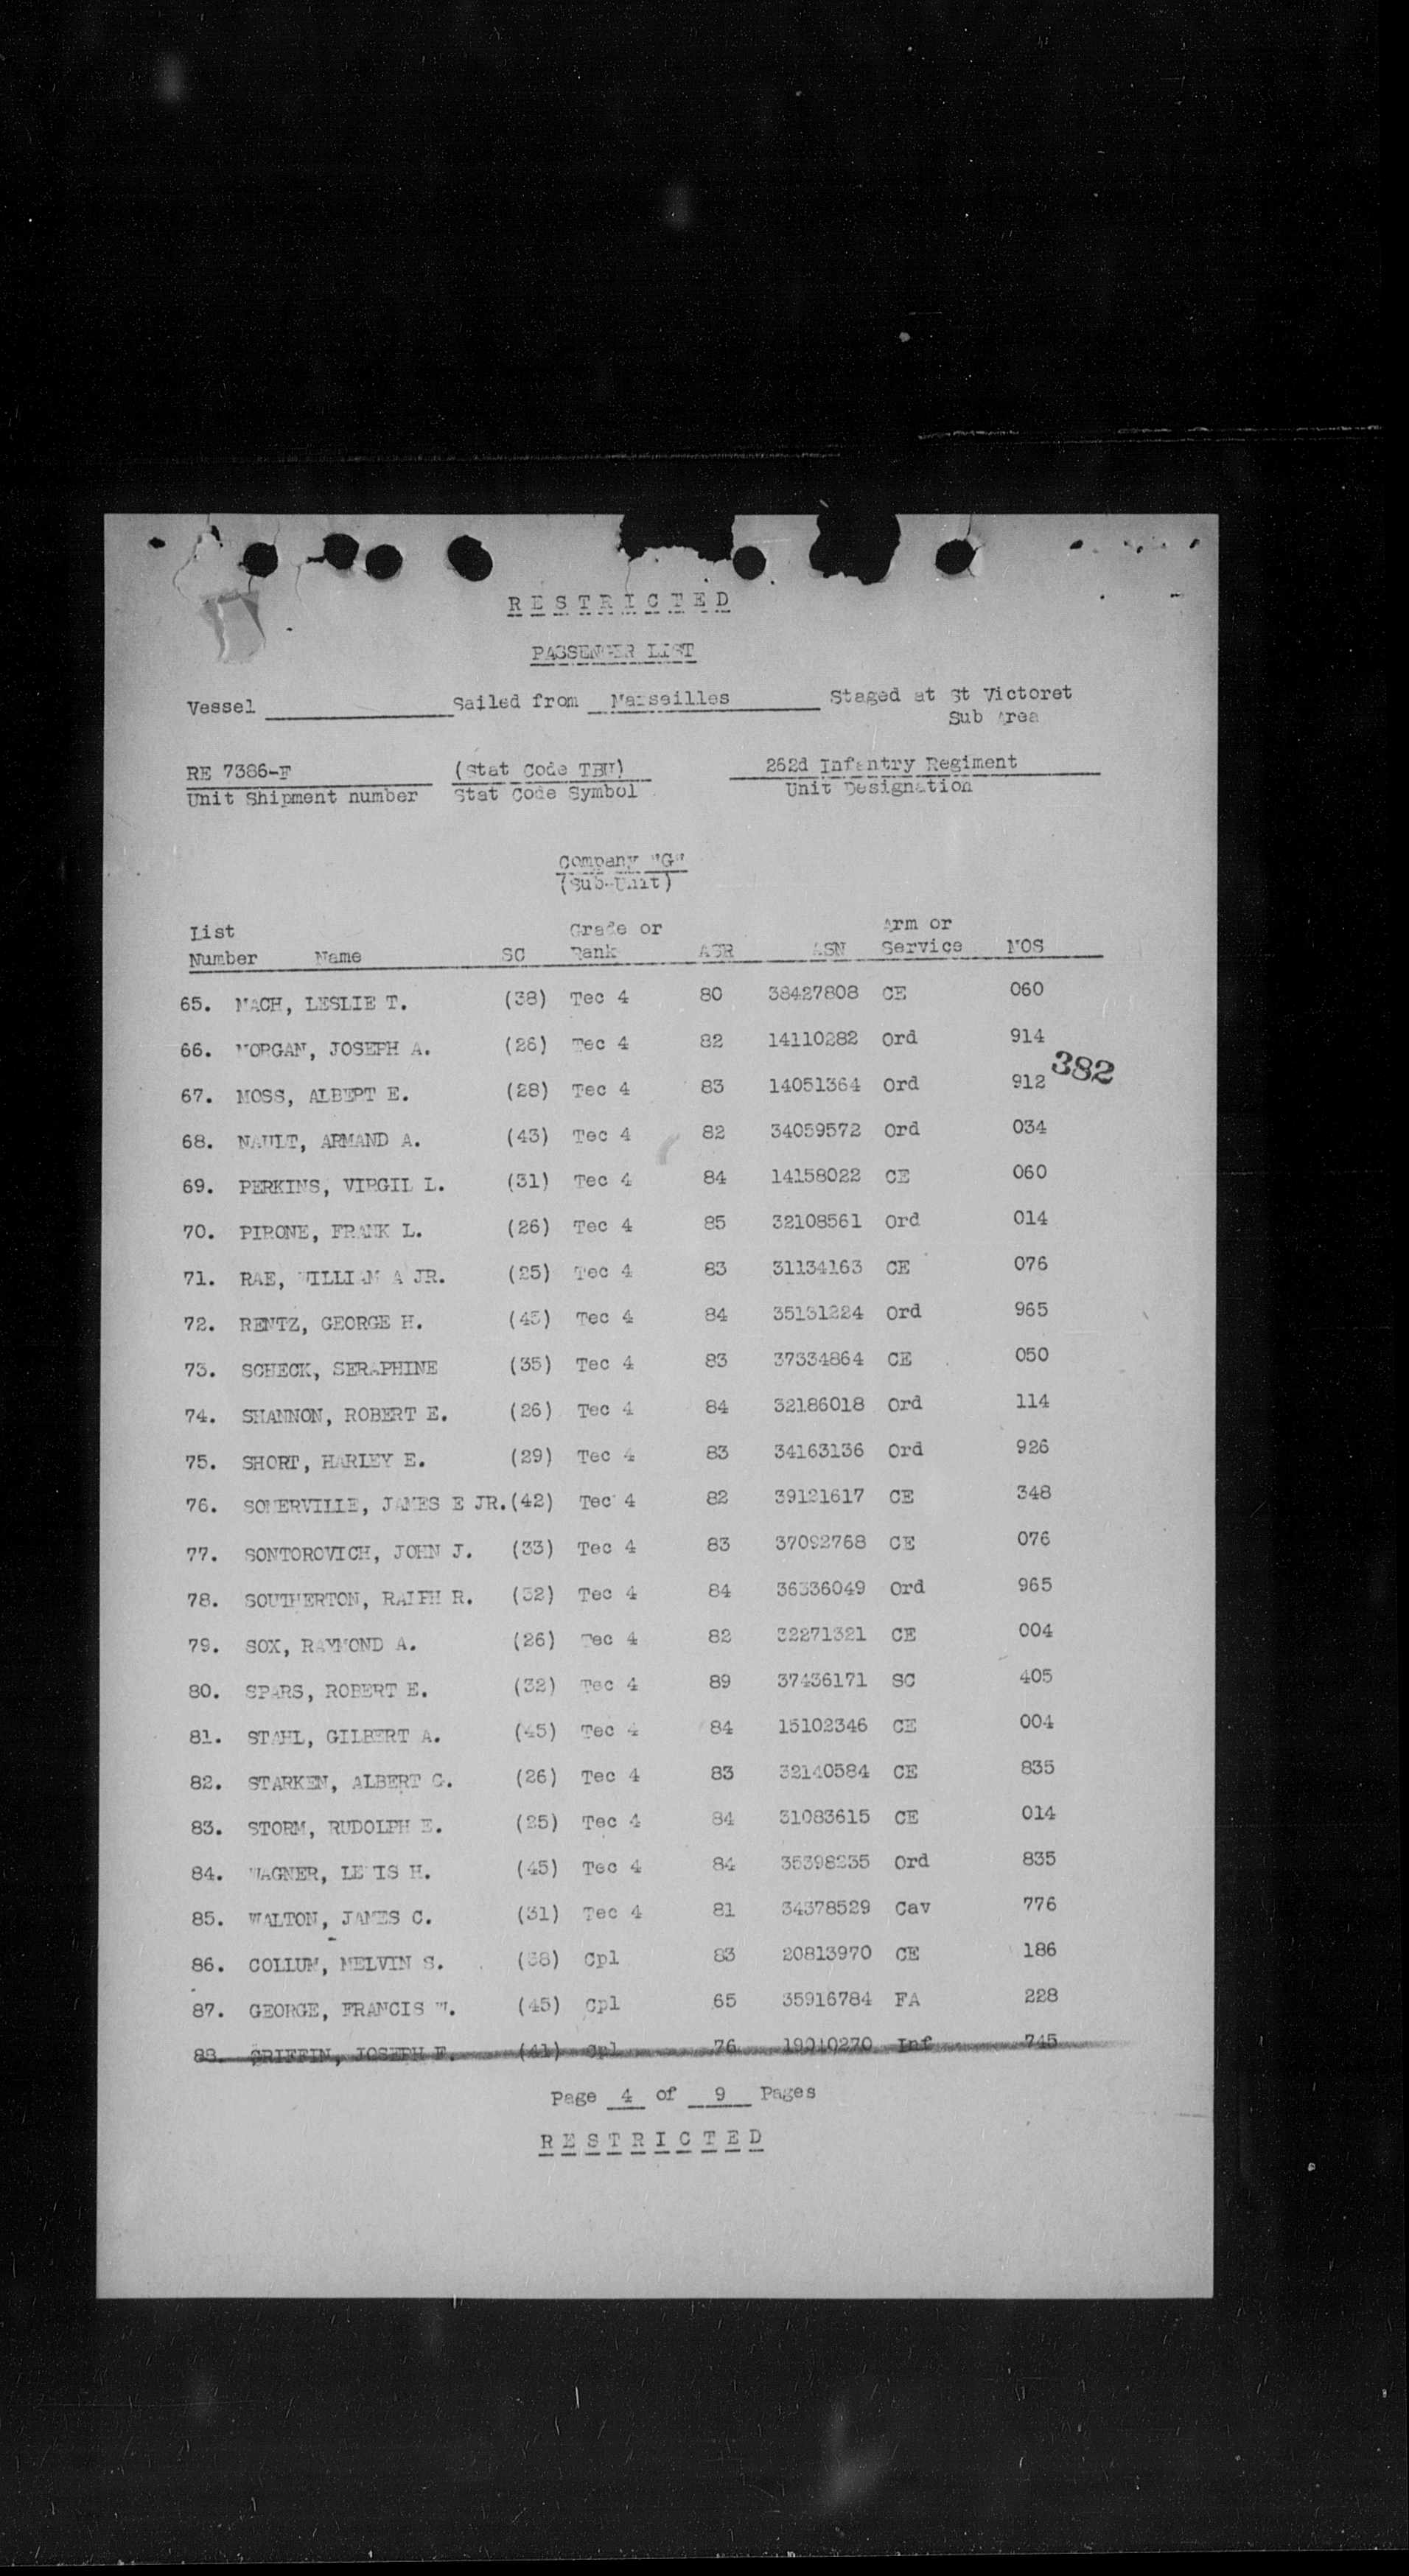 RESTRICTED
PASSENGER LIST
Vessel Sailed from Marseilles Staged at St Victoret
Sub Area
RE 7386-F (Stat Code TBU) 262d Infantry Regiment
Unit Shipment number Stat Code Symbol Unit Designation
Company "G"
(Sub-Unit)
List Grade or Arm or
Number Name SC Rank ASR ASN Service MOS
65. MACH, LESLIE T. (38) Tec 4 80 38427808 CE 060
66. MORGAN, JOSEPH A. (26) Tec 4 82 14110282 Ord 914
382
67. MOSS, ALBERT E. (28) Tec 4 83 14051364 Ord 912
68. NAULT, ARMAND A. (43) Tec 4 82 34059572 Ord 034
69. PERKINS, VIRGIL L. (31) Tec 4 84 14158022 CE 060
70. PIRONE, FRANK L. (26) Tec 4 85 32108561 Ord 014
71. RAE, WILLIAM A JR. (25) Tec 4 83 31134163 CE 076
72. RENTZ, GEORGE H. (45) Tec 4 84 35131224 Ord 965
73. SCHECK, SERAPHINE (35) Tec 4 83 37334864 CE 050
74. SHANNON, ROBERT E. (26) Tec 4 84 32186018 Ord 114
75. SHORT, HARLEY E. (29) Tec 4 83 34163136 Ord 926
76. SOMERVILLE, JAMES E JR. (42) Tec 4 82 39121617 CE 348
77. SONTOROVICH, JOHN J. (33) Tec 4 83 37092768 CE 076
78. SOUTHERTON, RALPH R. (32) Tec 4 84 36336049 Ord 965
79. SOX, RAYMOND A. (26) Tec 4 82 32271321 CE 004
80. SPARS, ROBERT E. (32) Tec 4 89 37436171 SC 405
81. STAHL, GILBERT A. (45) Tec 4 84 15102346 CE 004
82. STARKEN, ALBERT G. (26) Tec 4 83 32140584 CE 835
83. STORM, RUDOLPH E. (25) Tec 4 84 31083615 CE 014
84. WAGNER, LEWIS H. (45) Tec 4 84 35398235 Ord 835
85. WALTON, JAMES C. (31) Tec 4 81 34378529 Cav 776
86. COLLUM, MELVIN S. (38) Cpl 83 20813970 CE 186
87. GEORGE, FRANCIS W. (45) Cpl 65 35916784 FA 228
88. GRIFFIN, JOSEPH F. (41) Cpl 76 19010270 Inf 745
Page 4 of 9 Pages
RESTRICTED